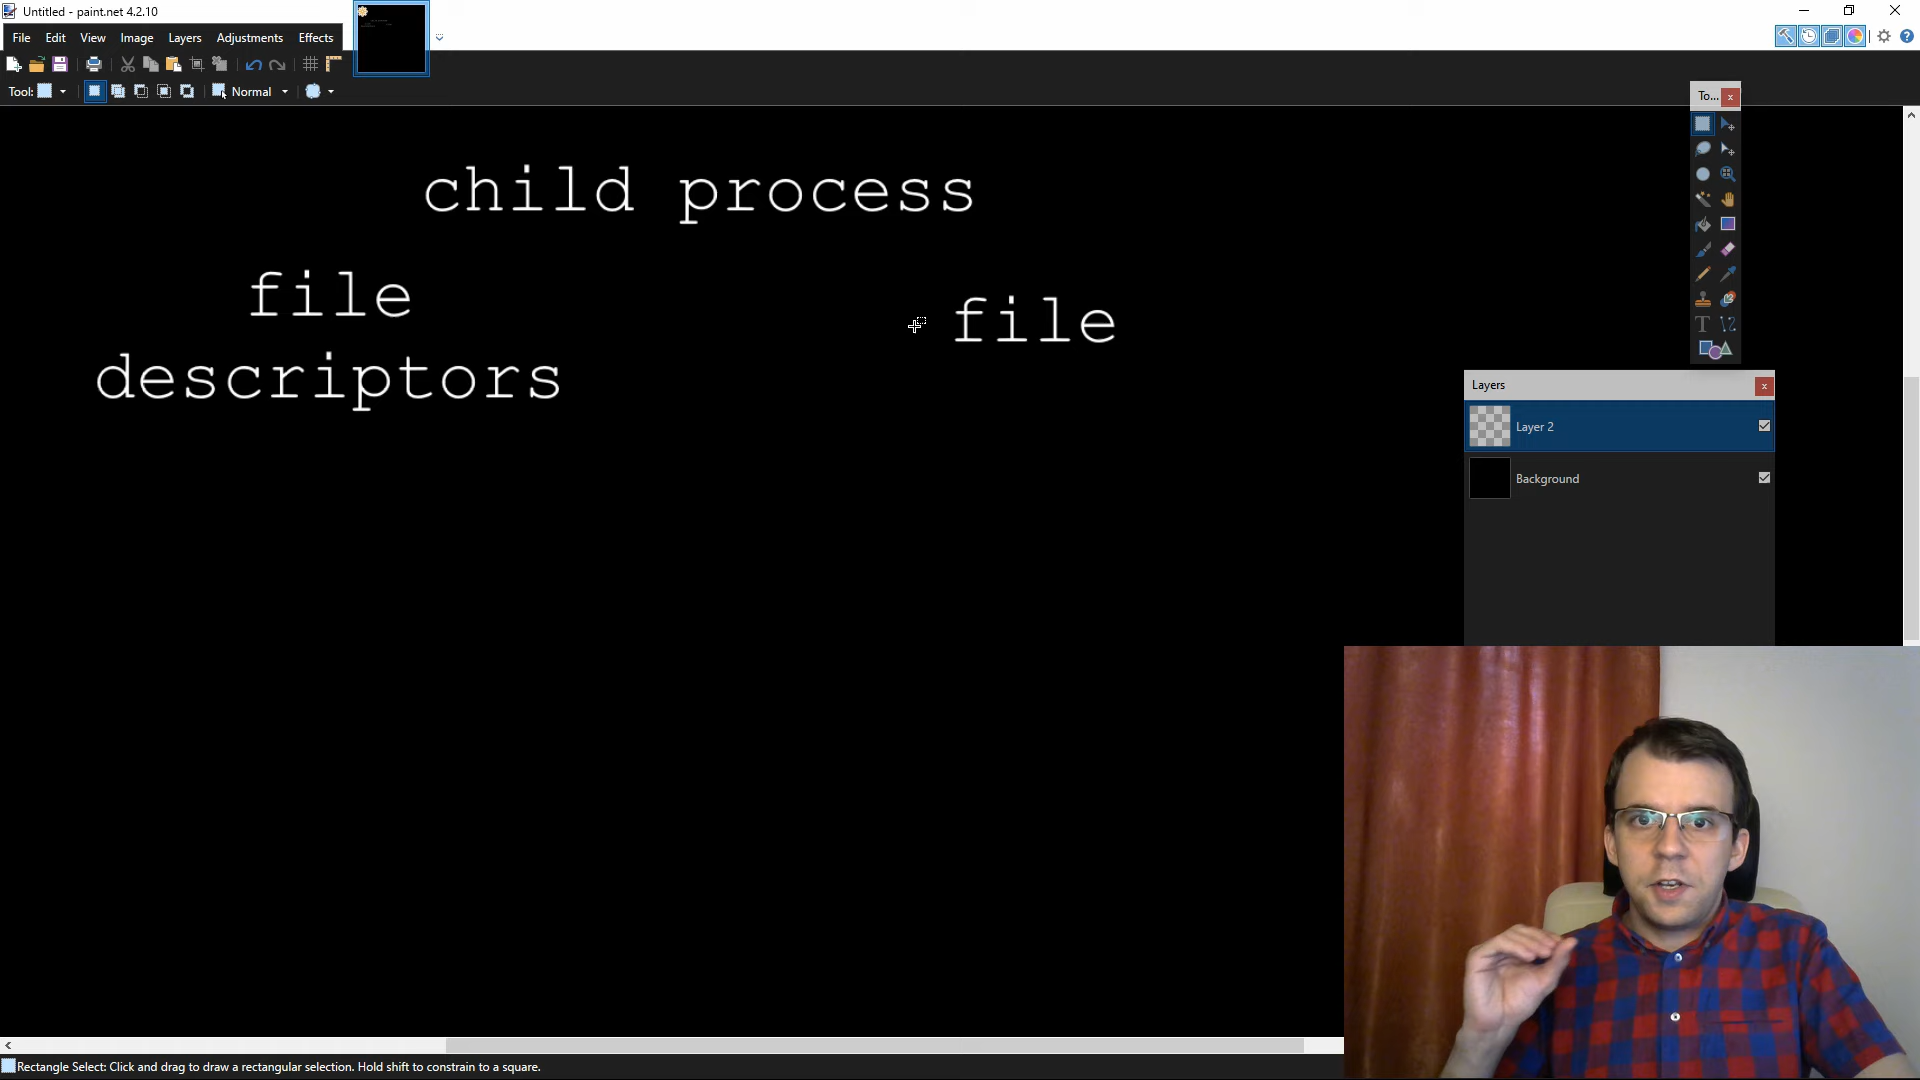 Untitled - paint.net 4.2.10
File Edit View Image Layers Adjustments Effects
Tool: Normal
To...
child process
file
descriptors
file
Layers
Layer 2
Background
Rectangle Select: Click and drag to draw a rectangular selection. Hold shift to constrain to a square.